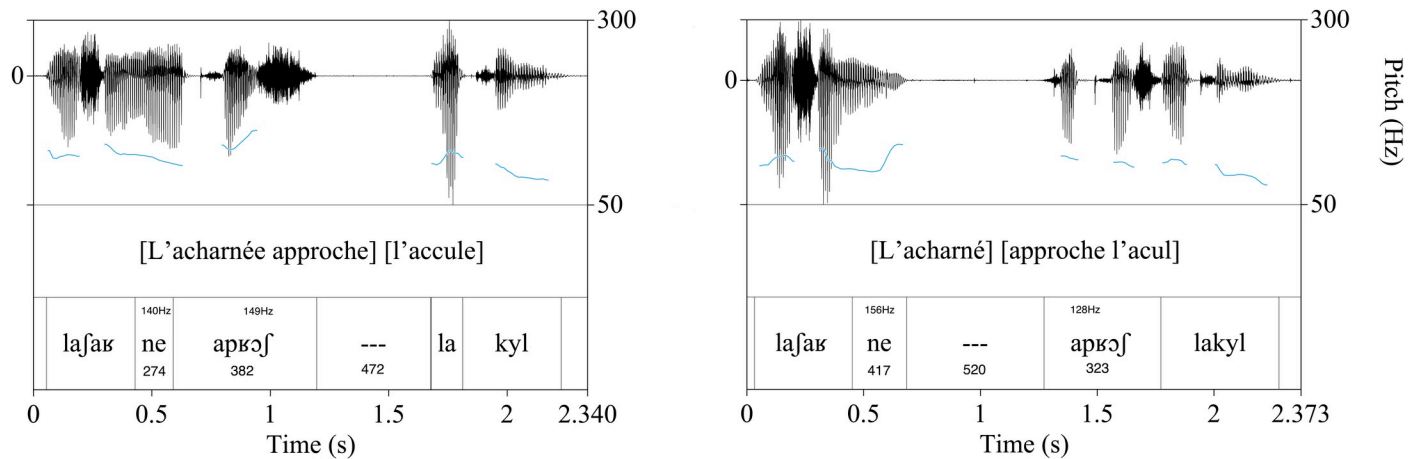 300
0
50
[L’acharnée approche] [l’accule]
140Hz 149Hz
laʃaʁ ne apʁɔʃ --- la kyl
274 382 472
0 0.5 1 1.5 2 2.340
Time (s)
300
0
Pitch (Hz)
50
[L’acharné] [approche l’acul]
156Hz 128Hz
laʃaʁ ne --- apʁɔʃ lakyl
417 520 323
0 0.5 1 1.5 2 2.373
Time (s)